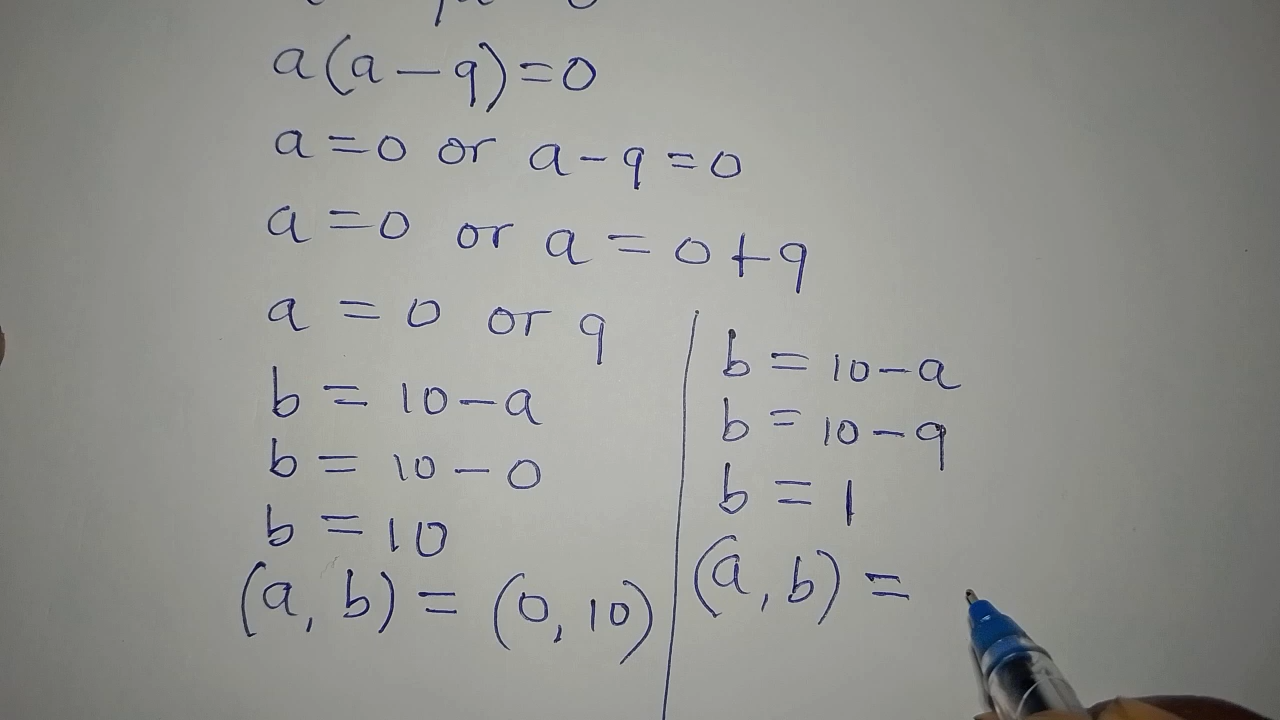 a(a-9)=0
a=0 or a-9=0
a=0 or a=0+9
a = 0 or 9
b = 10-a
b = 10-0
b = 10
(a, b) = (0, 10)
b = 10-a
b = 10-9
b = 1
(a, b) =